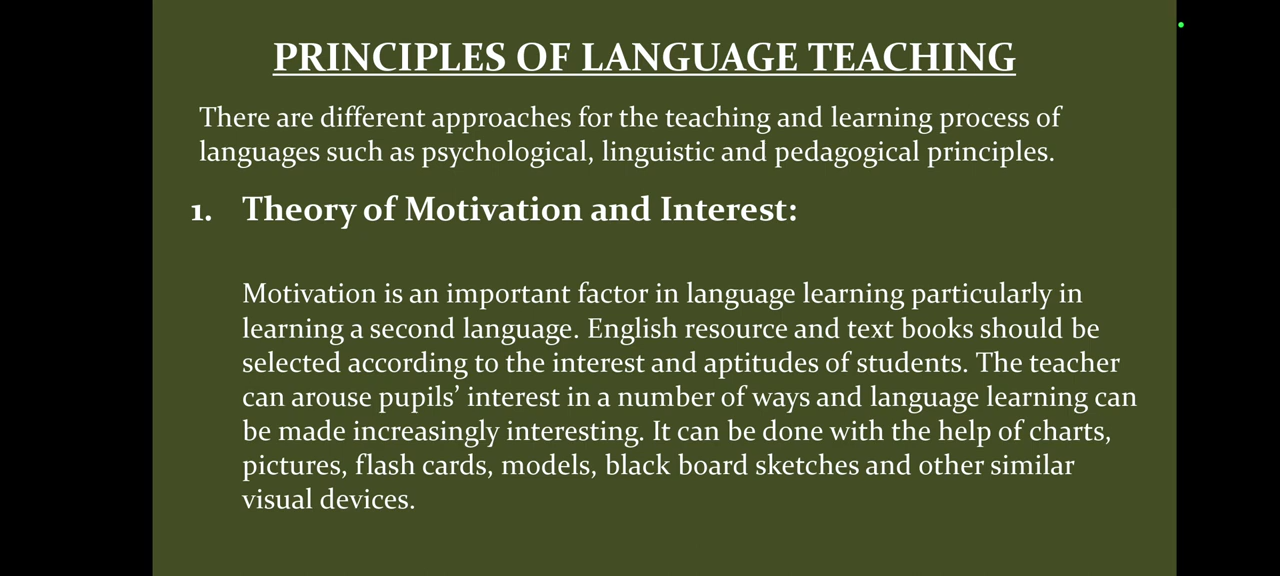 PRINCIPLES OF LANGUAGE TEACHING
There are different approaches for the teaching and learning process of
languages such as psychological, linguistic and pedagogical principles.
1. Theory of Motivation and Interest:
Motivation is an important factor in language learning particularly in
learning a second language. English resource and text books should be
selected according to the interest and aptitudes of students. The teacher
can arouse pupils’ interest in a number of ways and language learning can
be made increasingly interesting. It can be done with the help of charts,
pictures, flash cards, models, black board sketches and other similar
visual devices.